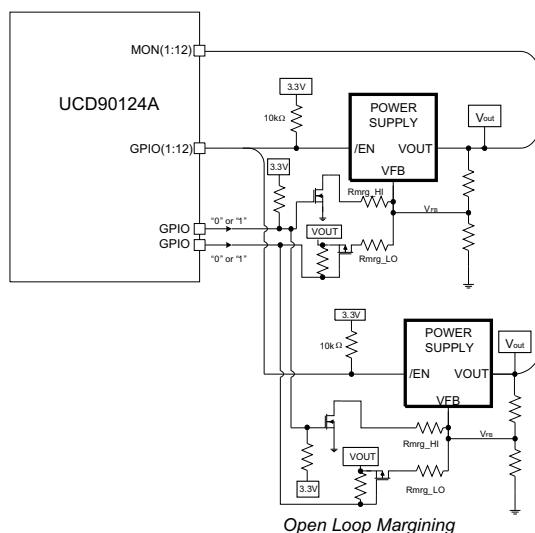 MON(1:12)
UCD90124A
GPIO(1:12)
GPIO
GPIO
3.3V
10kΩ
POWER
SUPPLY
/EN
VOUT
VFB
Vout
3.3V
Rmrg_HI
VFB
"0" or "1"
VOUT
"0" or "1"
Rmrg_LO
3.3V
10kΩ
POWER
SUPPLY
/EN
VOUT
VFB
Vout
Rmrg_HI
VFB
VOUT
3.3V
Rmrg_LO
Open Loop Margining